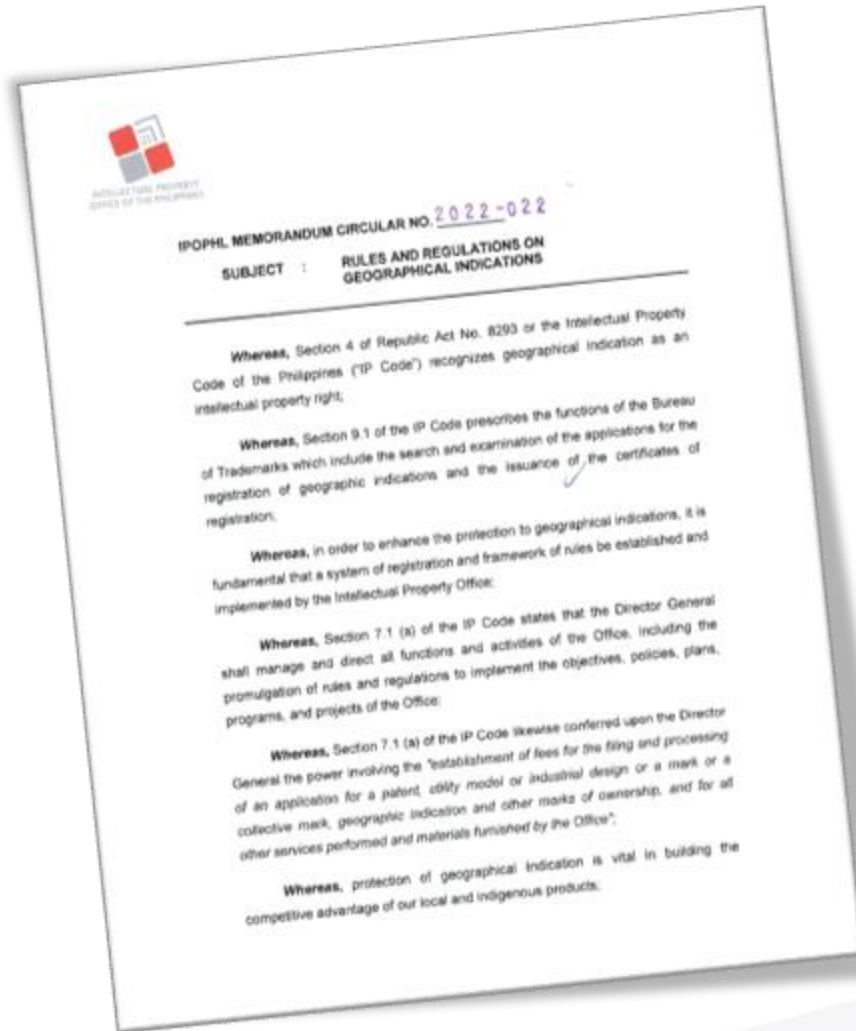 INTELLECTUAL PROPERTY
OFFICE OF THE PHILIPPINES
IPOPHL MEMORANDUM CIRCULAR NO. 2022-022
SUBJECT : RULES AND REGULATIONS ON
GEOGRAPHICAL INDICATIONS
Whereas, Section 4 of Republic Act No. 8293 or the Intellectual Property
Code of the Philippines ("IP Code") recognizes geographical indication as an
intellectual property right;
Whereas, Section 9.1 of the IP Code prescribes the functions of the Bureau
of Trademarks which include the search and examination of the applications for the
registration of geographic indications and the issuance of the certificates of
registration;
Whereas, in order to enhance the protection to geographical indications, it is
fundamental that a system of registration and framework of rules be established and
implemented by the Intellectual Property Office;
Whereas, Section 7.1 (a) of the IP Code states that the Director General
shall manage and direct all functions and activities of the Office, including the
promulgation of rules and regulations to implement the objectives, policies, plans,
programs, and projects of the Office;
Whereas, Section 7.1 (a) of the IP Code likewise conferred upon the Director
General the power involving the "establishment of fees for the filing and processing
of an application for a patent, utility model or industrial design or a mark or a
collective mark, geographic indication and other marks of ownership, and for all
other services performed and materials furnished by the Office";
Whereas, protection of geographical indication is vital in building the
competitive advantage of our local and indigenous products;